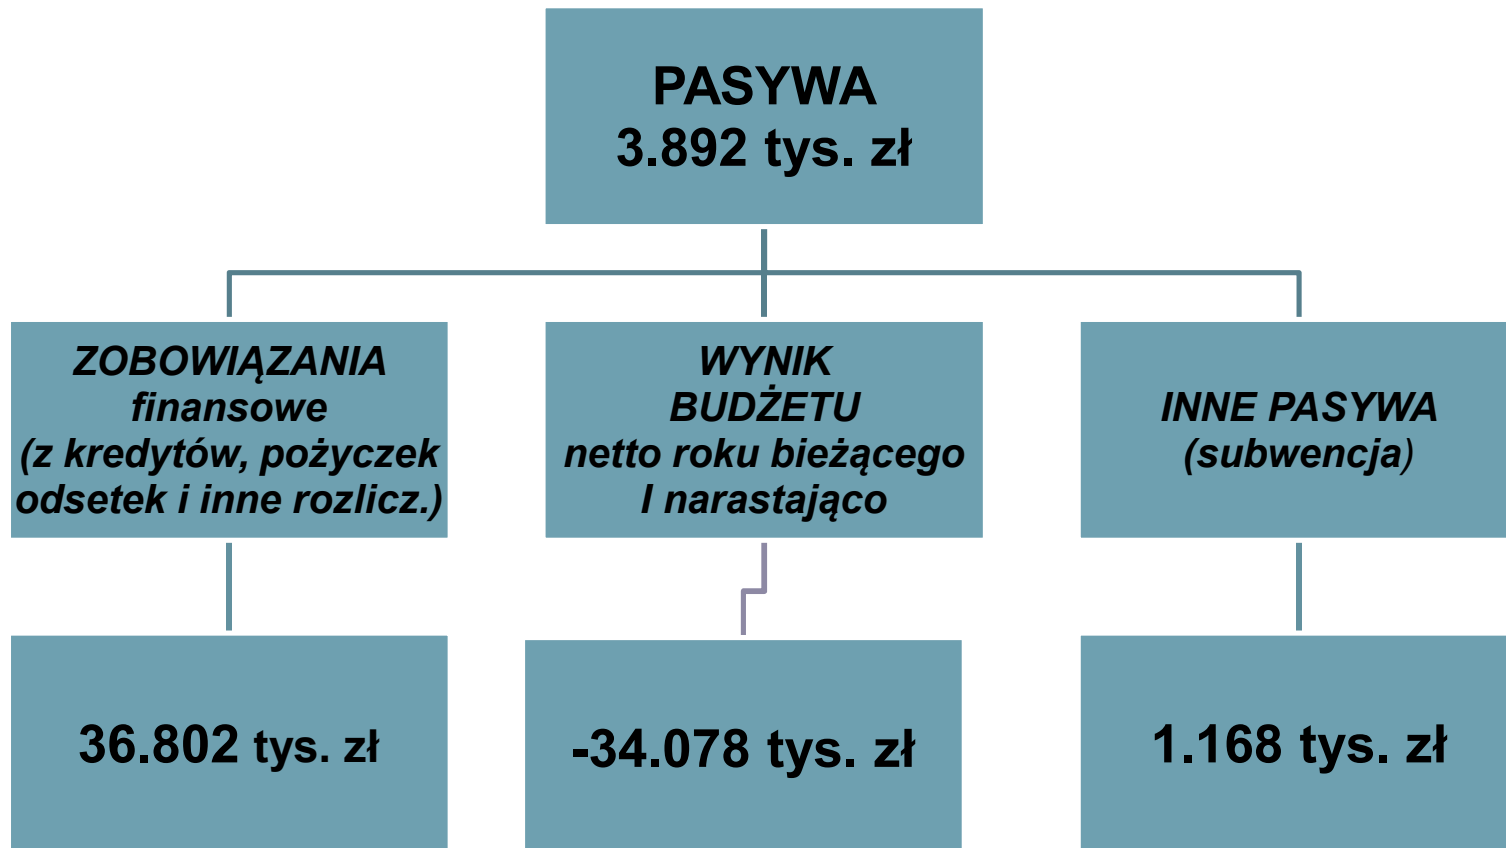 PASYWA
3.892 tys. zł
ZOBOWIĄZANIA
finansowe
(z kredytów, pożyczek
odsetek i inne rozlicz.)
WYNIK
BUDŻETU
netto roku bieżącego
I narastająco
INNE PASYWA
(subwencja)
36.802 tys. zł
-34.078 tys. zł
1.168 tys. zł